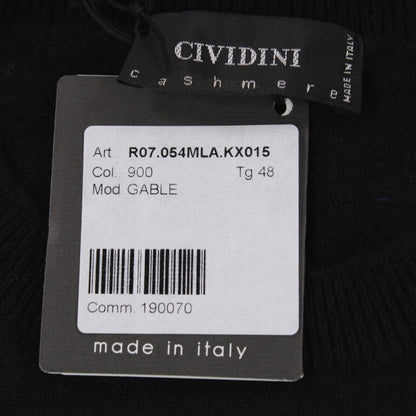 CIVIDINI
cashmere
MADE IN ITALY
Art R07.054MLA.KX015
Col. 900 Tg 48
Mod. GABLE
Comm. 190070
made in italy